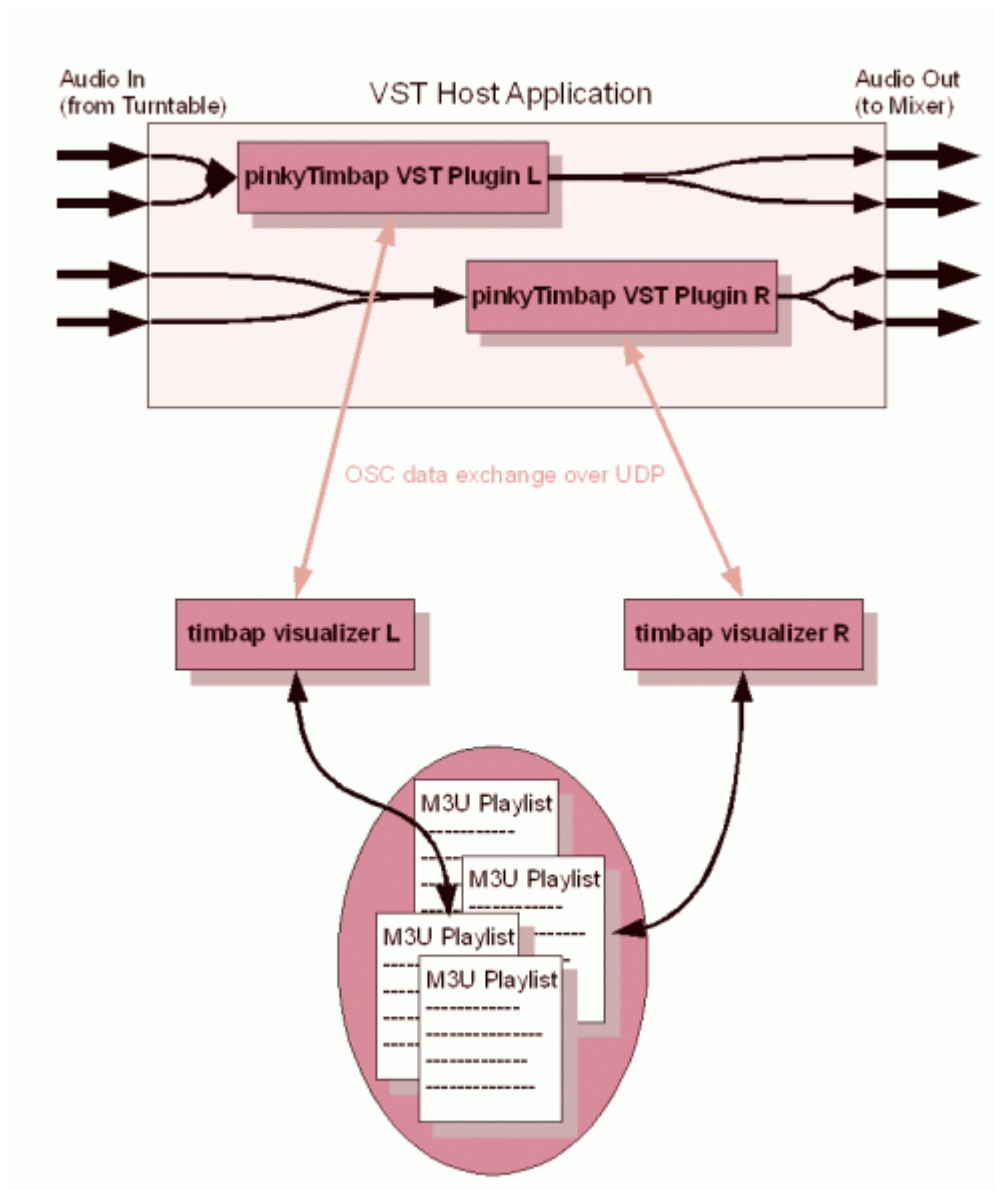 Audio In
(from Turntable)
VST Host Application
Audio Out
(to Mixer)
pinkyTimbap VST Plugin L
pinkyTimbap VST Plugin R
OSC data exchange over UDP
timbap visualizer L
timbap visualizer R
M3U Playlist
M3U Playlist
M3U Playlist
M3U Playlist